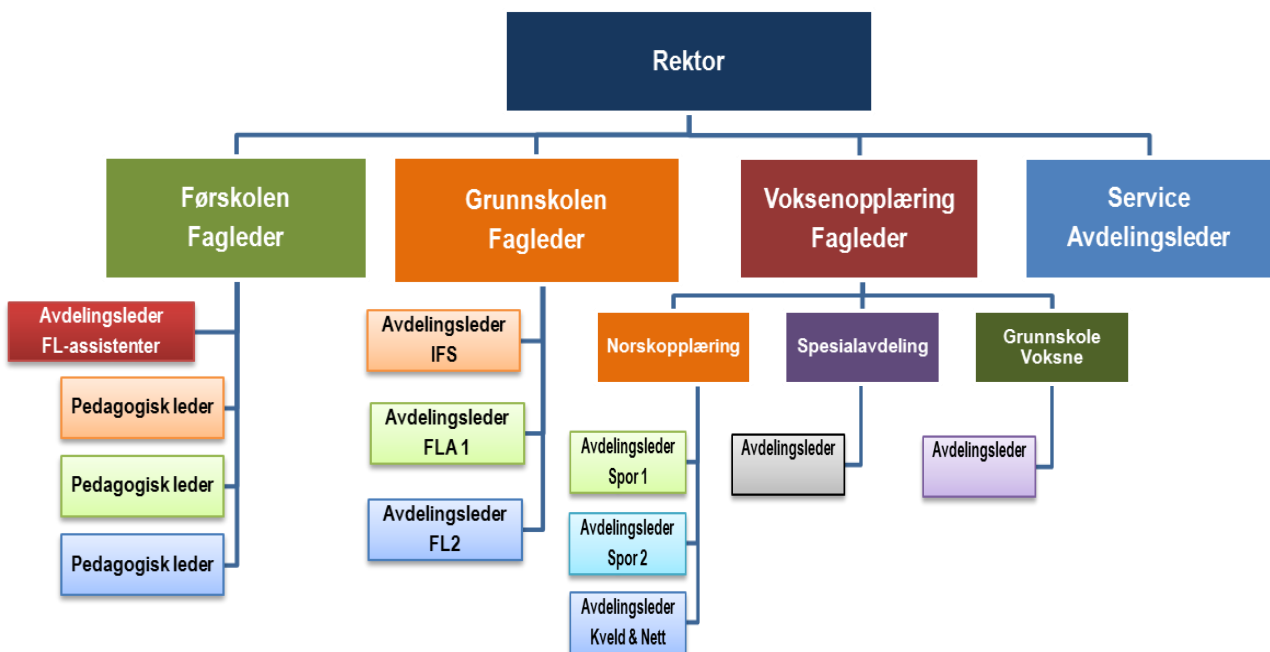 Rektor
Førskolen
Fagleder
Grunnskolen
Fagleder
Voksenopplæring
Fagleder
Service
Avdelingsleder
Avdelingsleder
FL-assistenter
Pedagogisk leder
Pedagogisk leder
Pedagogisk leder
Avdelingsleder
IFS
Avdelingsleder
FLA 1
Avdelingsleder
FL2
Norskopplæring
Avdelingsleder
Spor 1
Avdelingsleder
Spor 2
Avdelingsleder
Kveld & Nett
Spesialavdeling
Avdelingsleder
Grunnskole
Voksne
Avdelingsleder